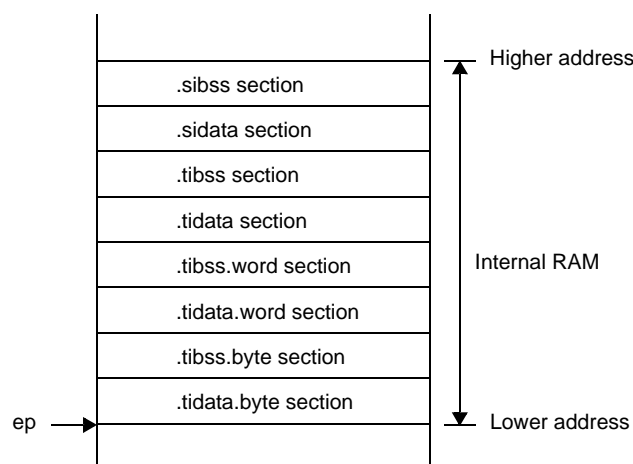 Higher address
.sibss section
.sidata section
.tibss section
.tidata section
.tibss.word section
Internal RAM
.tidata.word section
.tibss.byte section
.tidata.byte section
ep
Lower address